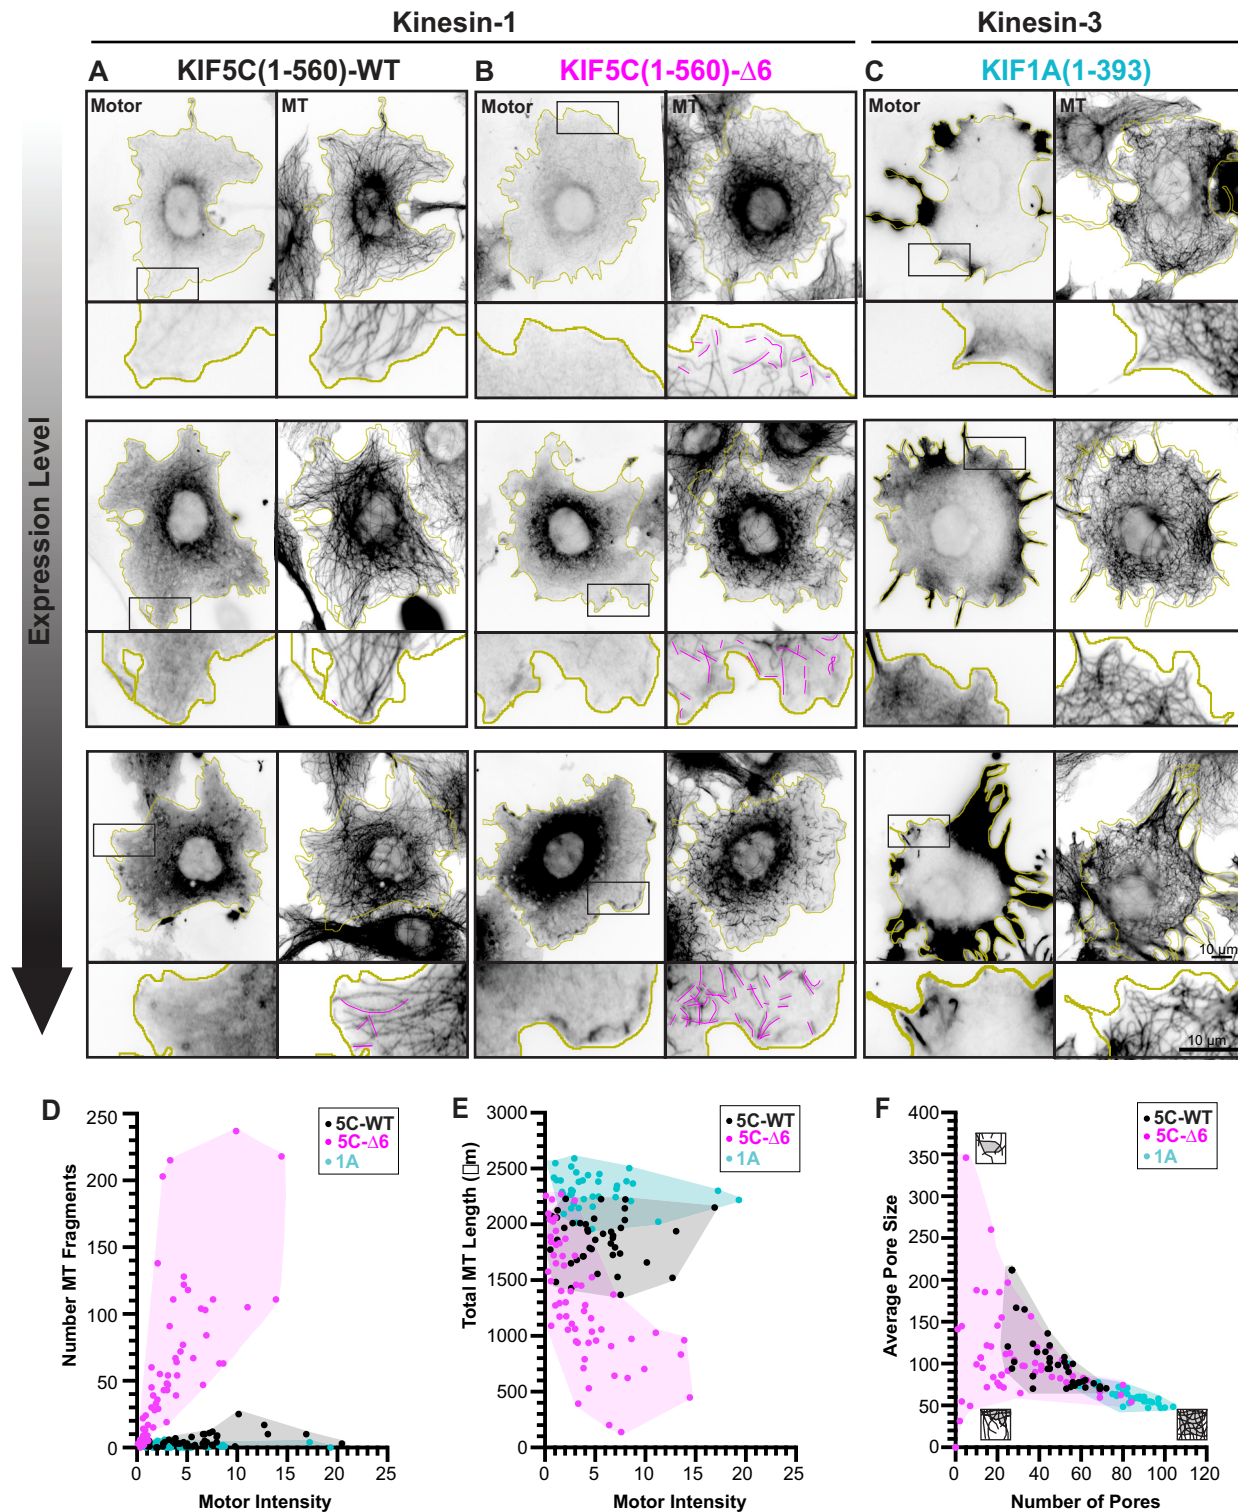 Kinesin-1
Kinesin-3
A KIF5C(1-560)-WT
B KIF5C(1-560)-Δ6
C KIF1A(1-393)
Motor MT
Motor MT
Motor MT
Expression Level
10 µm
10 µm
D
Number MT Fragments
250
200
150
100
50
0
0 5 10 15 20 25
Motor Intensity
5C-WT
5C-Δ6
1A
E
Total MT Length (□m)
3000
2500
2000
1500
1000
500
0
0 5 10 15 20 25
Motor Intensity
5C-WT
5C-Δ6
1A
F
Average Pore Size
400
350
300
250
200
150
100
50
0
0 20 40 60 80 100 120
Number of Pores
5C-WT
5C-Δ6
1A